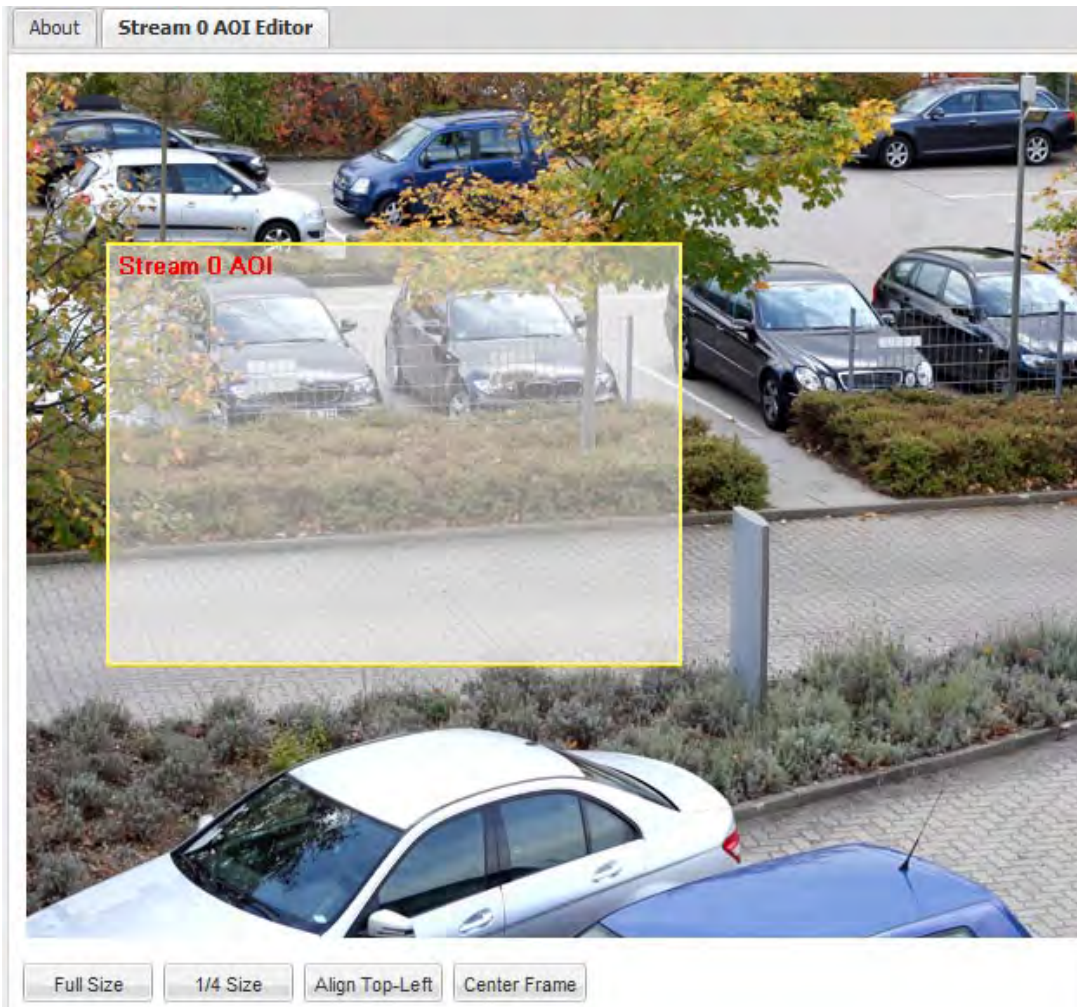 About
Stream 0 AOI Editor
Stream 0 AOI
Full Size
1/4 Size
Align Top-Left
Center Frame